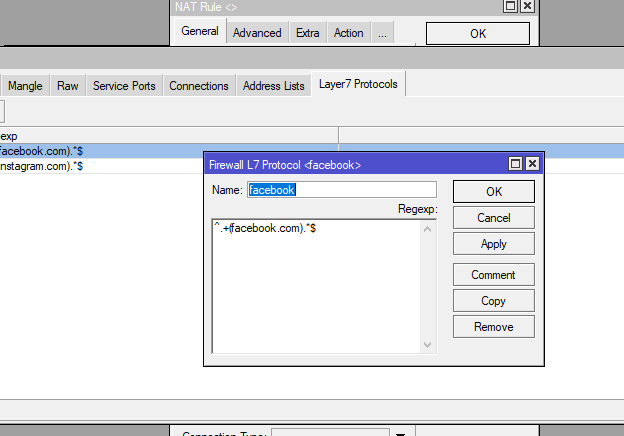 NAT Rule <>
General Advanced Extra Action ... OK
Mangle Raw Service Ports Connections Address Lists Layer7 Protocols
exp
facebook.com).*$
nstagram.com).*$
Firewall L7 Protocol <facebook>
Name: facebook
OK
Regexp:
Cancel
^.+(facebook.com).*$
Apply
Comment
Copy
Remove
Connection Type: